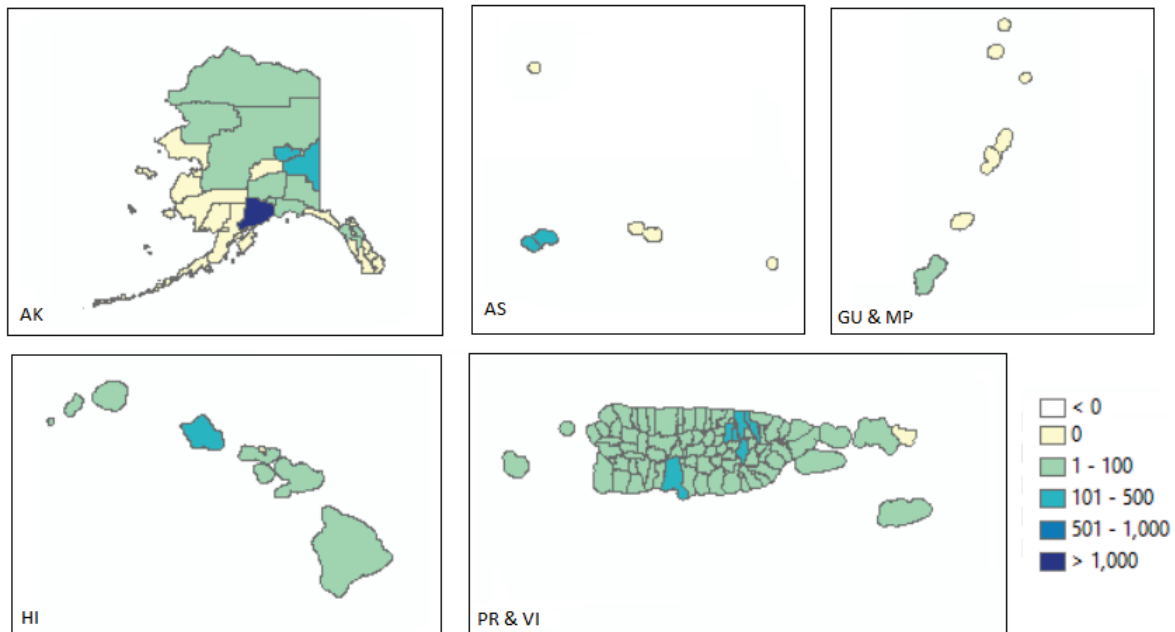 AK
AS
GU & MP
HI
PR & VI
< 0
0
1 - 100
101 - 500
501 - 1,000
> 1,000